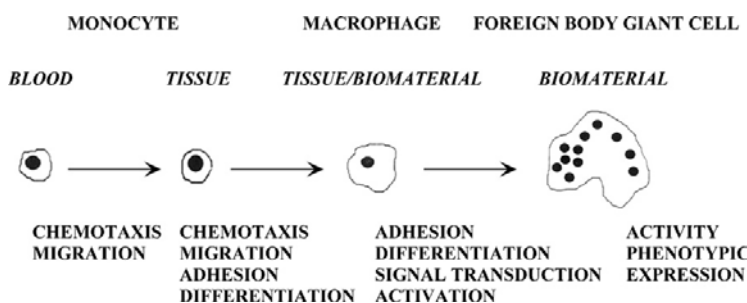 MONOCYTE MACROPHAGE FOREIGN BODY GIANT CELL
BLOOD TISSUE TISSUE/BIOMATERIAL BIOMATERIAL
CHEMOTAXIS CHEMOTAXIS ADHESION ACTIVITY
MIGRATION MIGRATION DIFFERENTIATION PHENOTYPIC
ADHESION SIGNAL TRANSDUCTION EXPRESSION
DIFFERENTIATION ACTIVATION